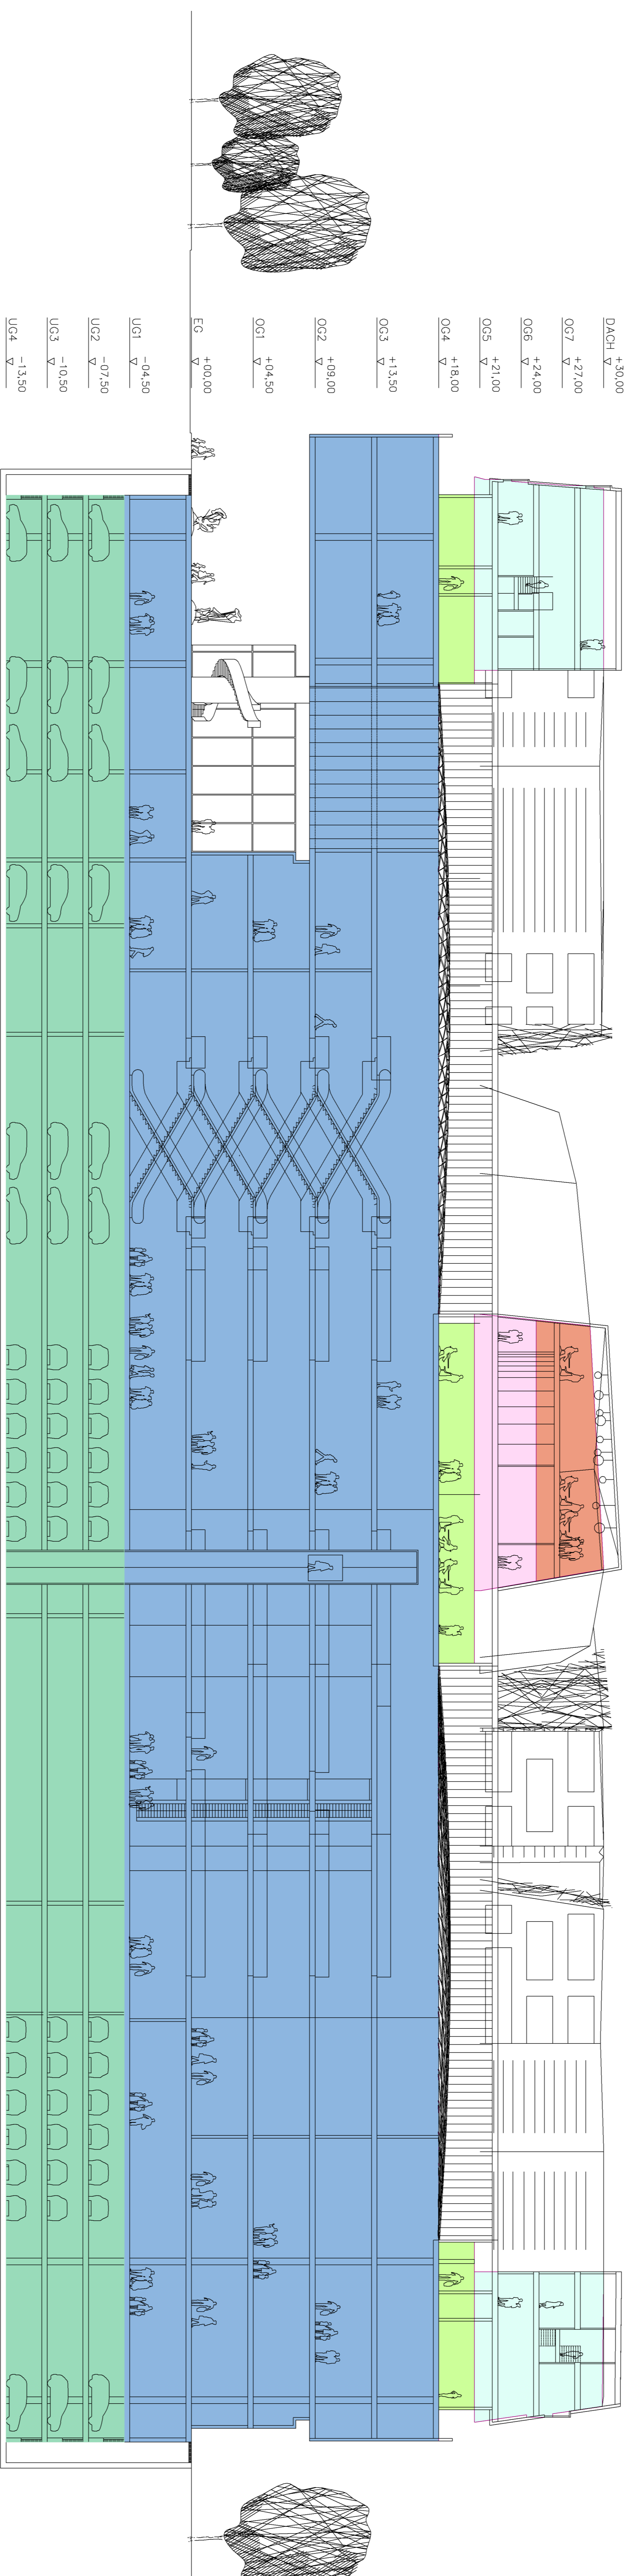 DACH +30,00
OG7 +27,00
OG6 +24,00
OG5 +21,00
OG4 +18,00
OG3 +13,50
OG2 +09,00
OG1 +04,50
EG +00,00
UG1 -04,50
UG2 -07,50
UG3 -10,50
UG4 -13,50